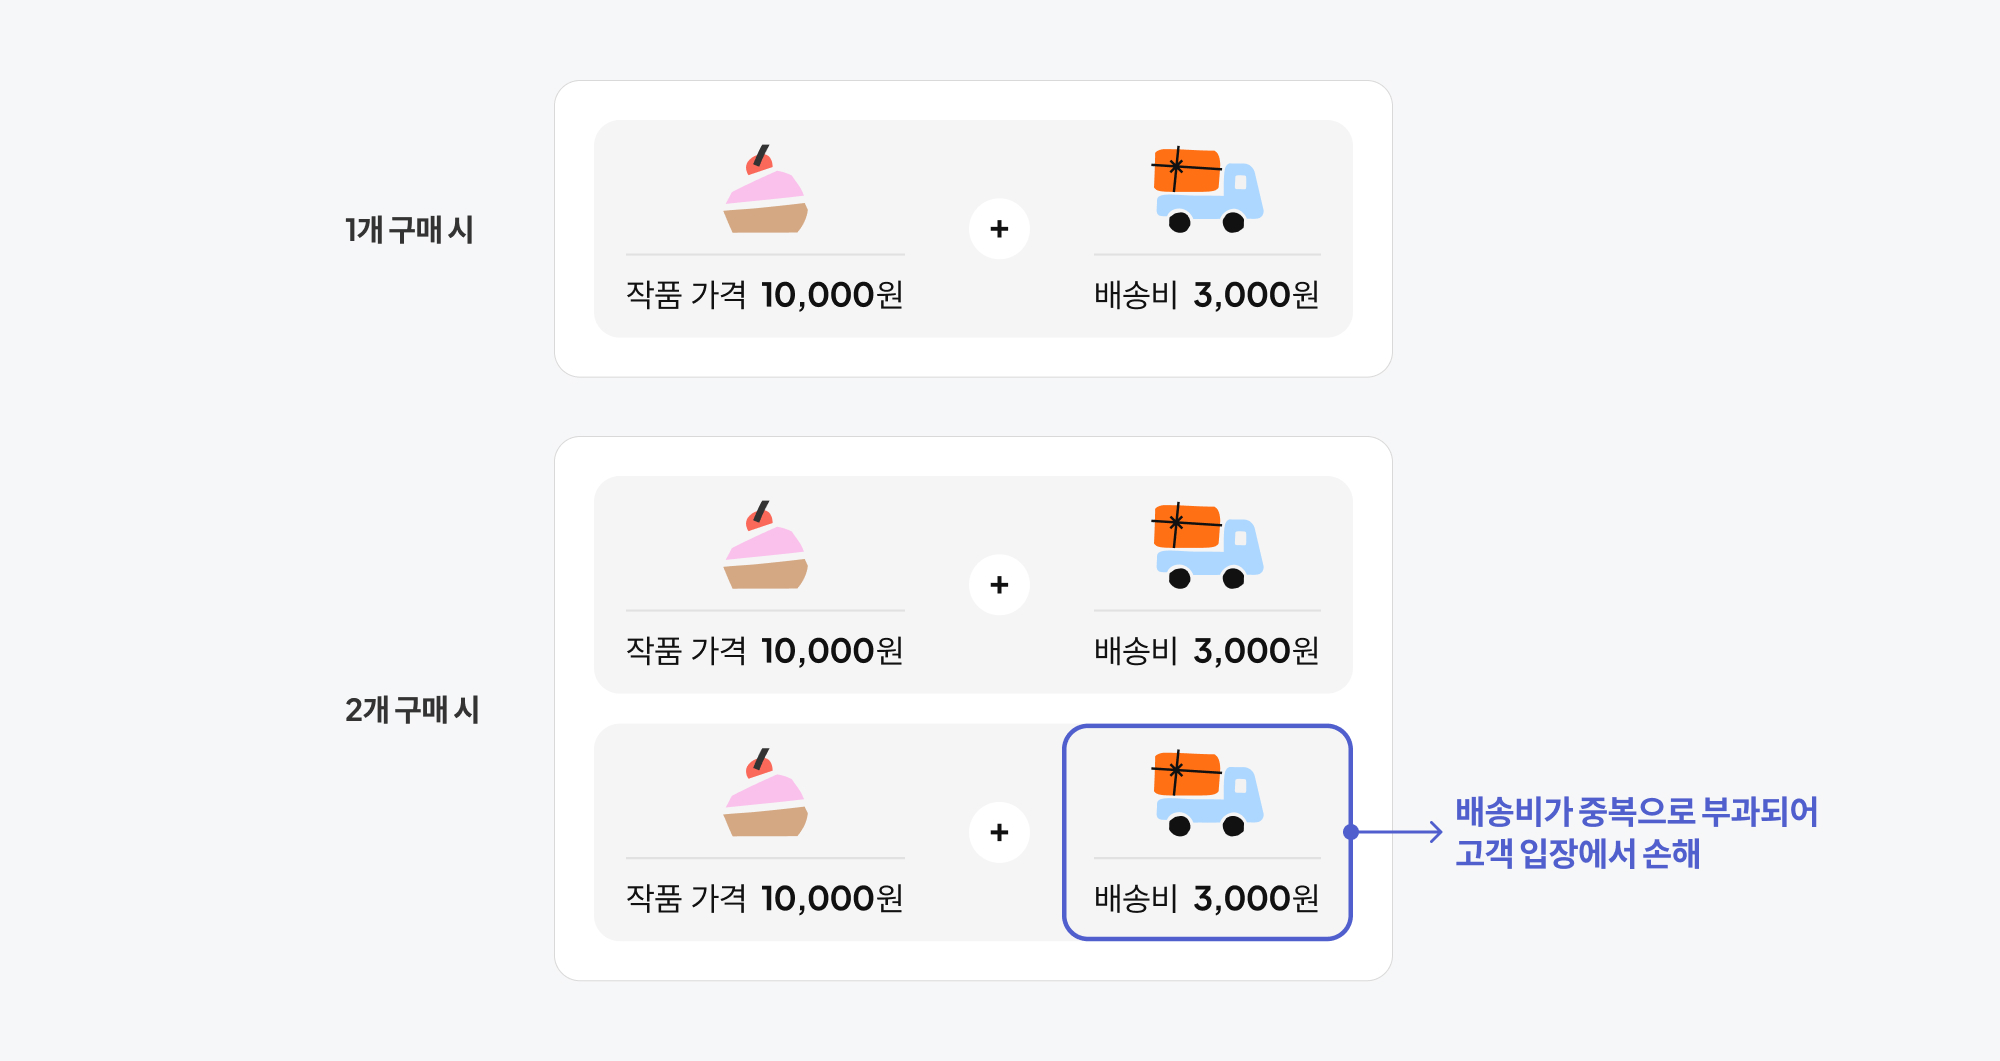 1개 구매 시
+
작품 가격 10,000원
배송비 3,000원
2개 구매 시
+
작품 가격 10,000원
배송비 3,000원
+
작품 가격 10,000원
배송비 3,000원
배송비가 중복으로 부과되어
고객 입장에서 손해